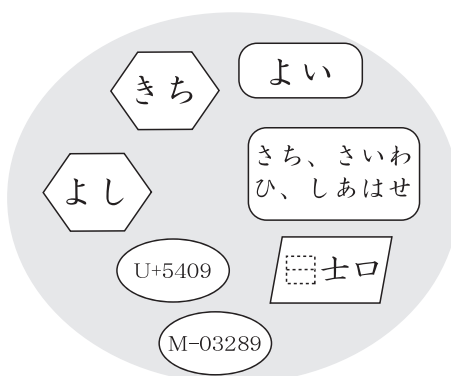 きち
よい
さち、さいわ
ひ、しあはせ
よし
U+5409
⿱士口
M-03289